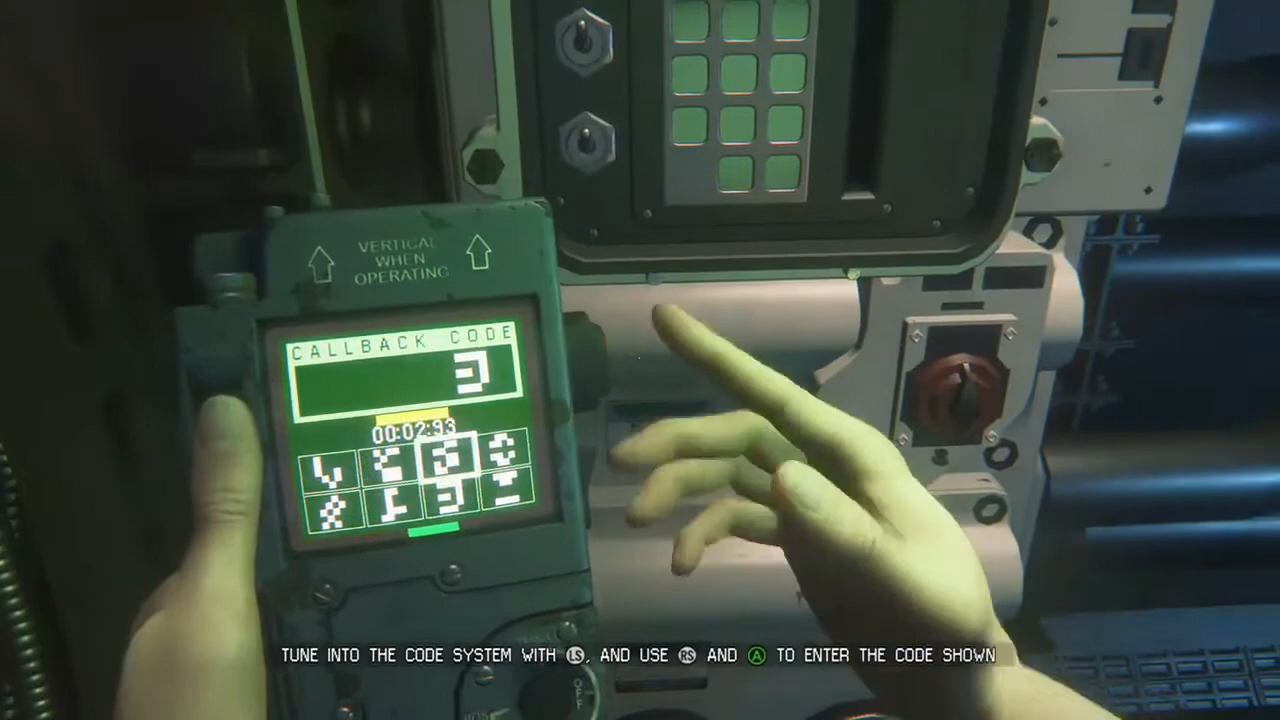 VERTICAL
WHEN
OPERATING
CALLBACK CODE
00:02:93
OFF
TUNE INTO THE CODE SYSTEM WITH LS, AND USE RS AND A TO ENTER THE CODE SHOWN